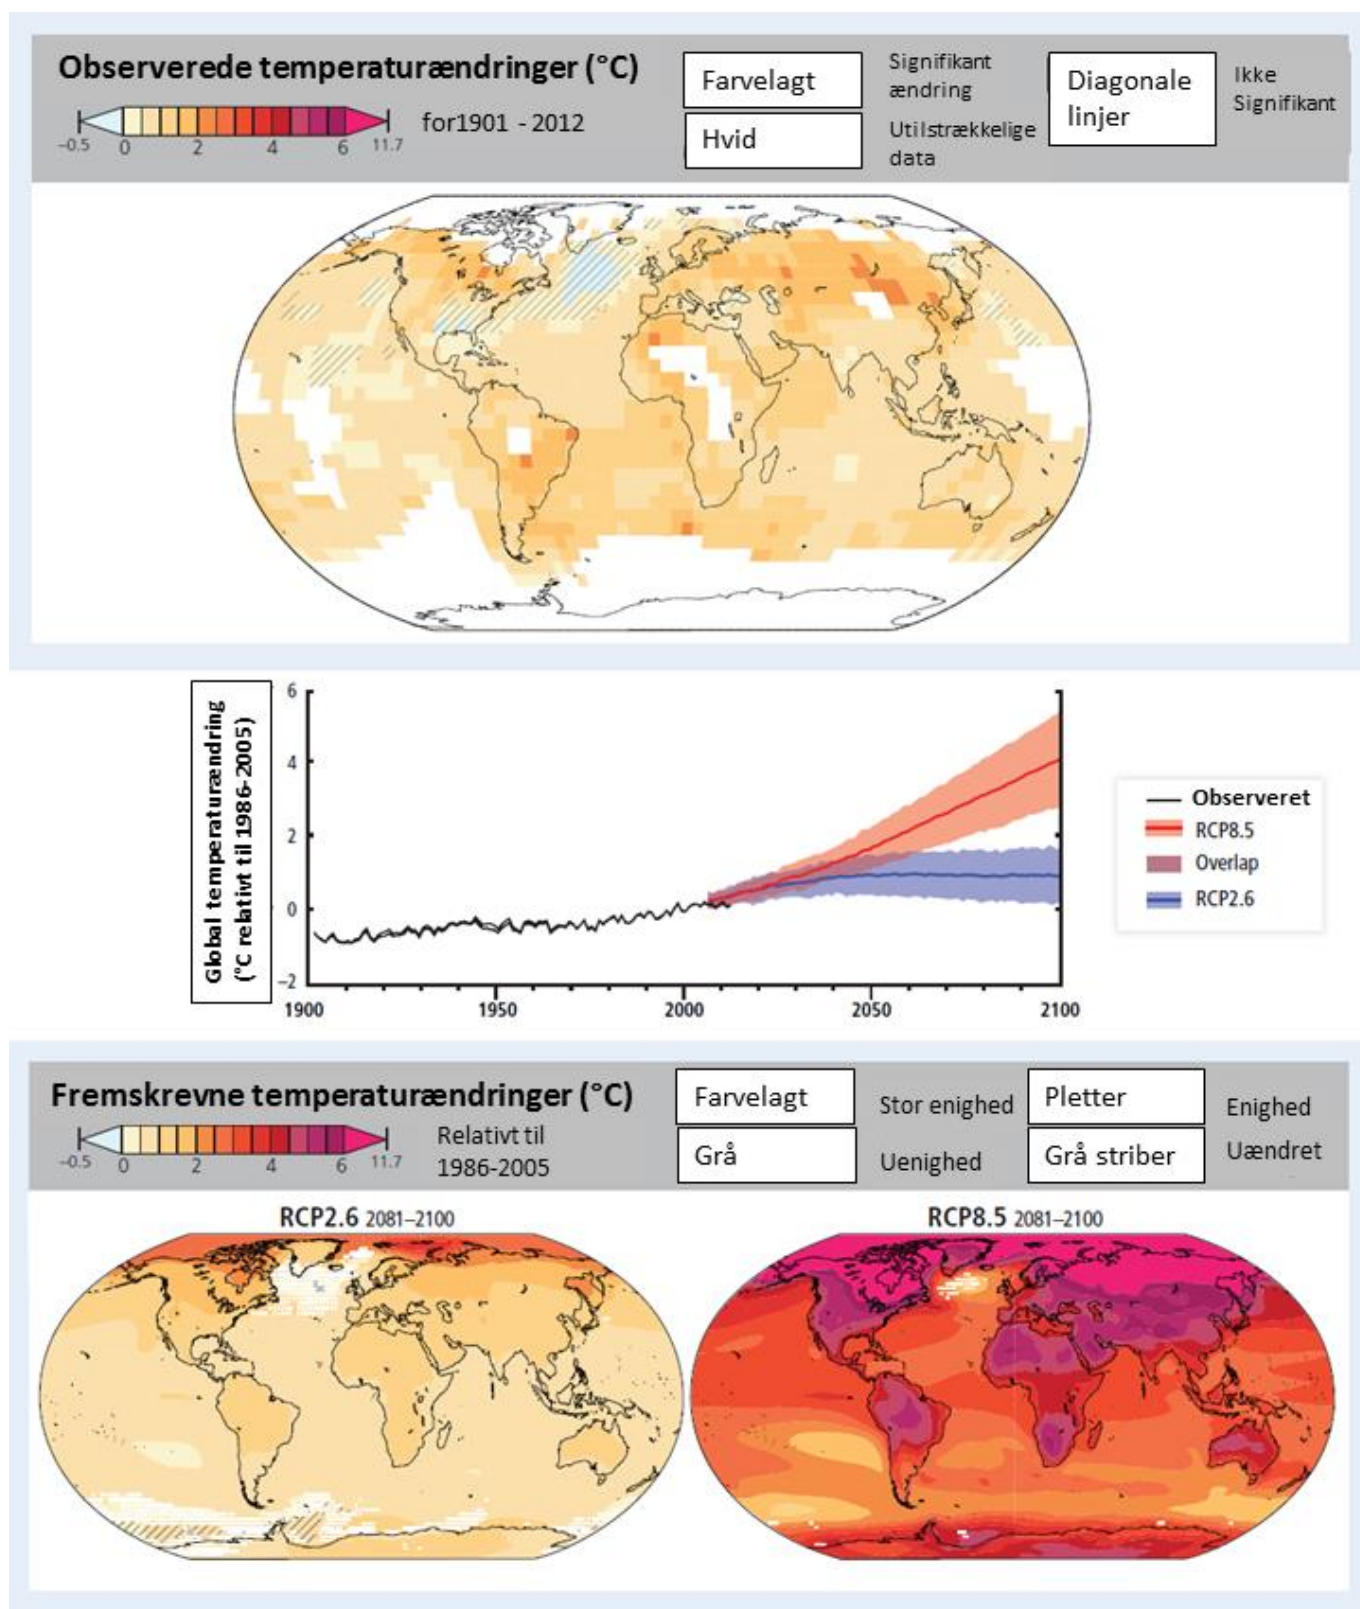 Observerede temperaturændringer (°C)
−0.5 0 2 4 6 11.7
for1901 - 2012
Farvelagt
Signifikant
ændring
Hvid
Utilstrækkelige
data
Diagonale
linjer
Ikke
Signifikant
Global temperaturændring
(°C relativt til 1986-2005)
6
4
2
0
−2
1900 1950 2000 2050 2100
Observeret
RCP8.5
Overlap
RCP2.6
Fremskrevne temperaturændringer (°C)
−0.5 0 2 4 6 11.7
Relativt til
1986-2005
Farvelagt
Stor enighed
Grå
Uenighed
Pletter
Enighed
Grå striber
Uændret
RCP2.6 2081–2100
RCP8.5 2081–2100